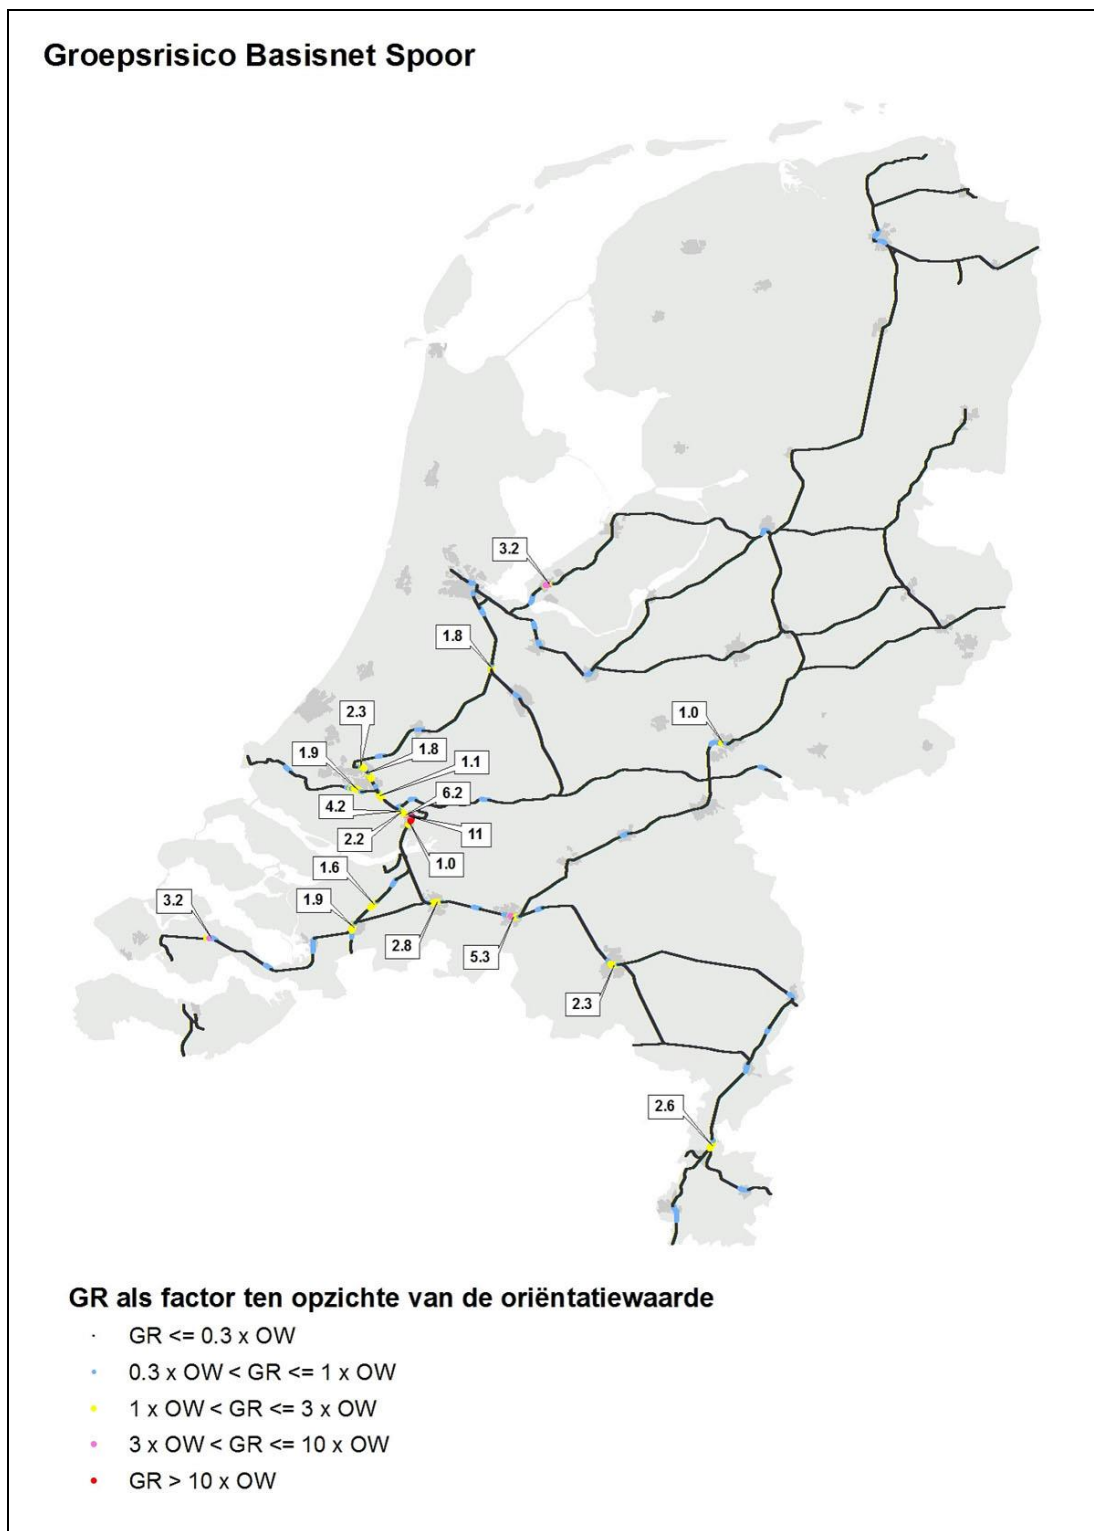 Groepsrisico Basisnet Spoor
3.2
1.8
2.3
1.0
1.8
1.9
1.1
6.2
4.2
11
2.2
1.0
1.6
3.2
1.9
2.8
5.3
2.3
2.6
GR als factor ten opzichte van de oriëntatiewaarde
GR <= 0.3 x OW
0.3 x OW < GR <= 1 x OW
1 x OW < GR <= 3 x OW
3 x OW < GR <= 10 x OW
GR > 10 x OW